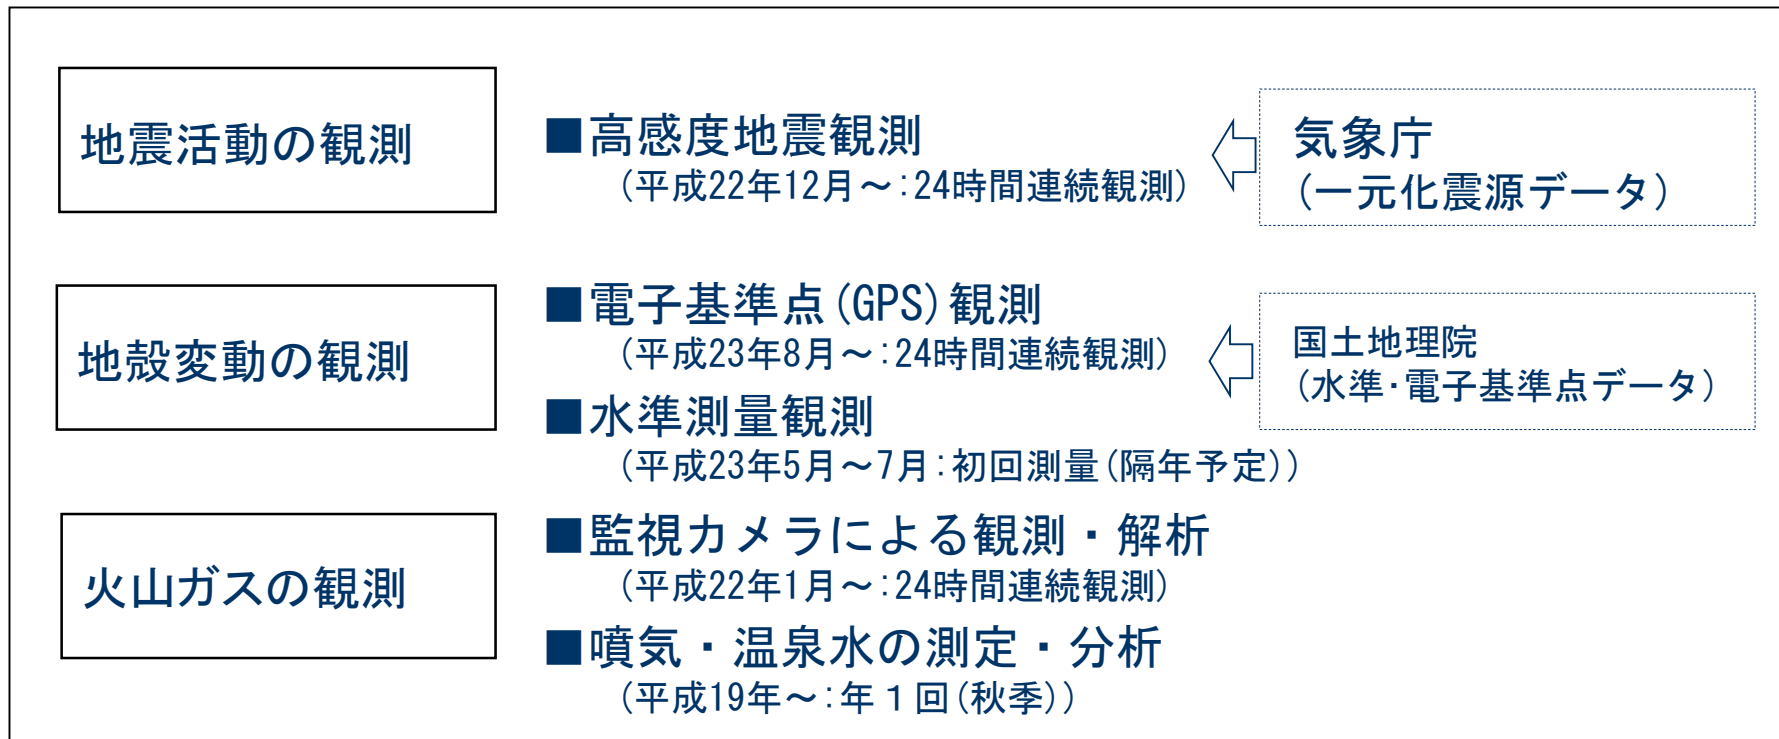 地震活動の観測
■高感度地震観測
(平成22年12月～:24時間連続観測)
気象庁
(一元化震源データ)
地殻変動の観測
■電子基準点(GPS)観測
(平成23年8月～:24時間連続観測)
国土地理院
(水準・電子基準点データ)
■水準測量観測
(平成23年5月～7月:初回測量(隔年予定))
火山ガスの観測
■監視カメラによる観測・解析
(平成22年1月～:24時間連続観測)
■噴気・温泉水の測定・分析
(平成19年～:年１回(秋季))